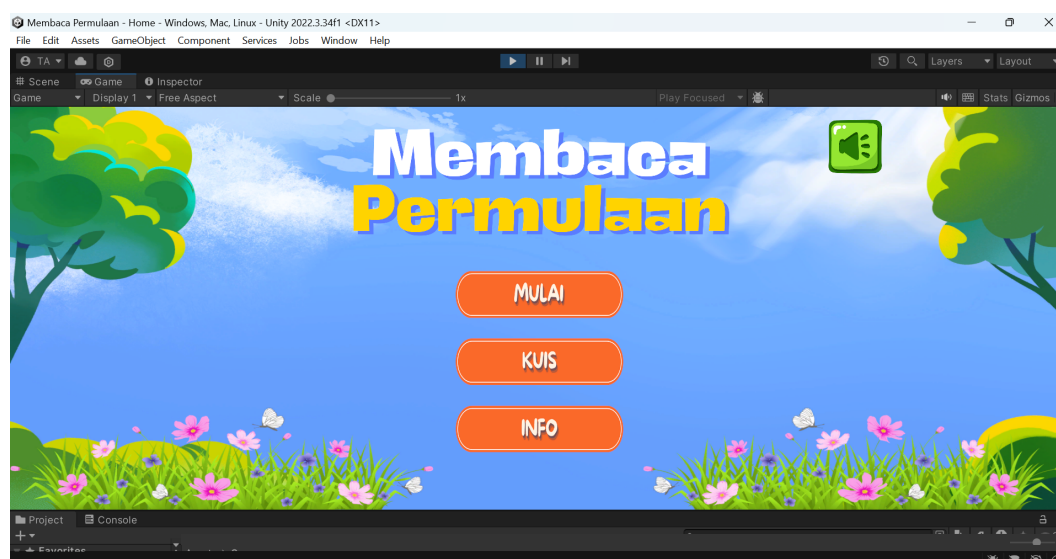 Membaca Permulaan - Home - Windows, Mac, Linux - Unity 2022.3.34f1 <DX11>
File Edit Assets GameObject Component Services Jobs Window Help
TA Layers Layout
Scene Game Inspector
Game Display 1 Free Aspect Scale 1x Play Focused Stats Gizmos
Membaca
Permulaan
MULAI
KUIS
INFO
Project Console
Favorites